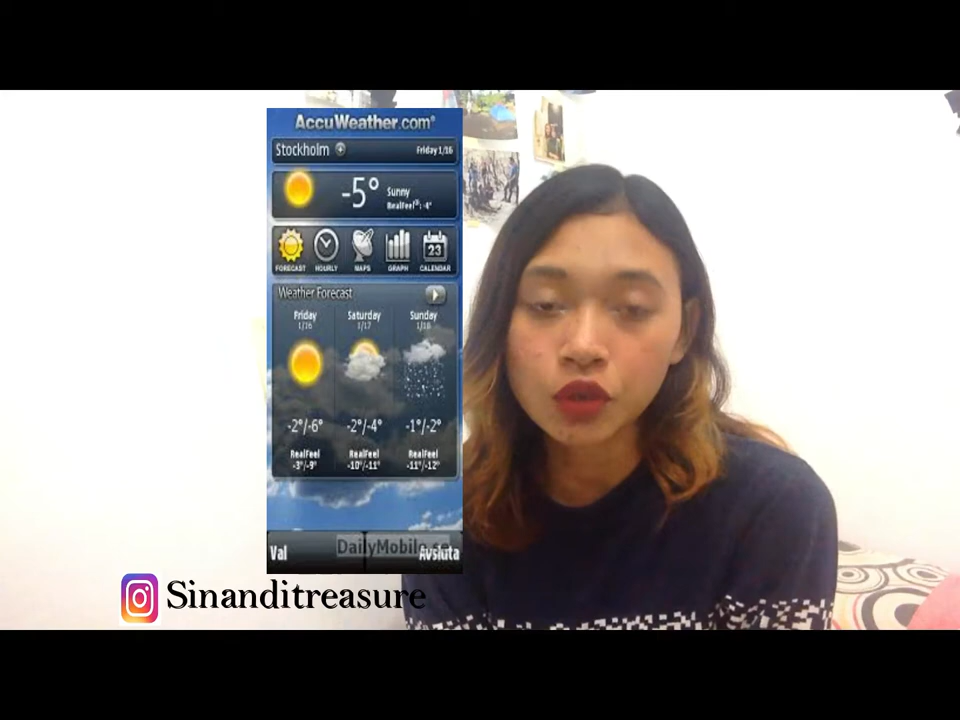 AccuWeather.com®
Stockholm
Friday 1/16
-5°
Sunny
RealFeel®: -4°
FORECAST HOURLY MAPS GRAPH CALENDAR
23
Weather Forecast
Friday Saturday Sunday
1/16 1/17 1/18
-2°/-6° -2°/-4° -1°/-2°
RealFeel RealFeel RealFeel
-3°/-9° -10°/-11° -11°/-12°
Val
DailyMobile.se
Avsluta
Sinanditreasure